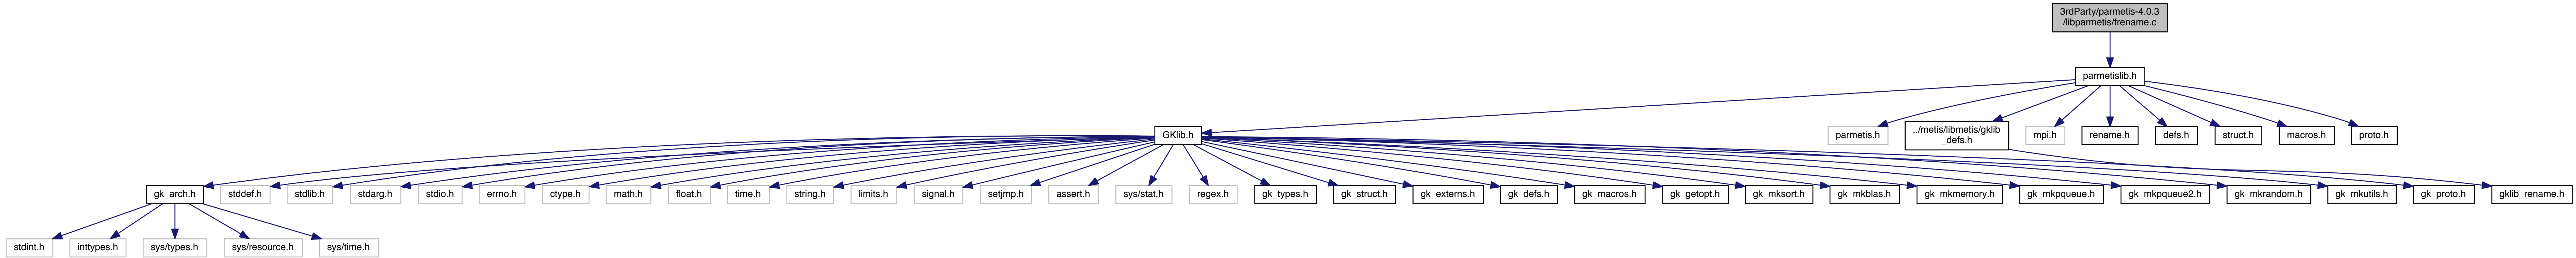 3rdParty/parmetis-4.0.3
/libparmetis/frename.c
parmetislib.h
GKlib.h
parmetis.h
../metis/libmetis/gklib
_defs.h
mpi.h
rename.h
defs.h
struct.h
macros.h
proto.h
gk_arch.h
stddef.h
stdlib.h
stdarg.h
stdio.h
errno.h
ctype.h
math.h
float.h
time.h
string.h
limits.h
signal.h
setjmp.h
assert.h
sys/stat.h
regex.h
gk_types.h
gk_struct.h
gk_externs.h
gk_defs.h
gk_macros.h
gk_getopt.h
gk_mksort.h
gk_mkblas.h
gk_mkmemory.h
gk_mkpqueue.h
gk_mkpqueue2.h
gk_mkrandom.h
gk_mkutils.h
gk_proto.h
gklib_rename.h
stdint.h
inttypes.h
sys/types.h
sys/resource.h
sys/time.h